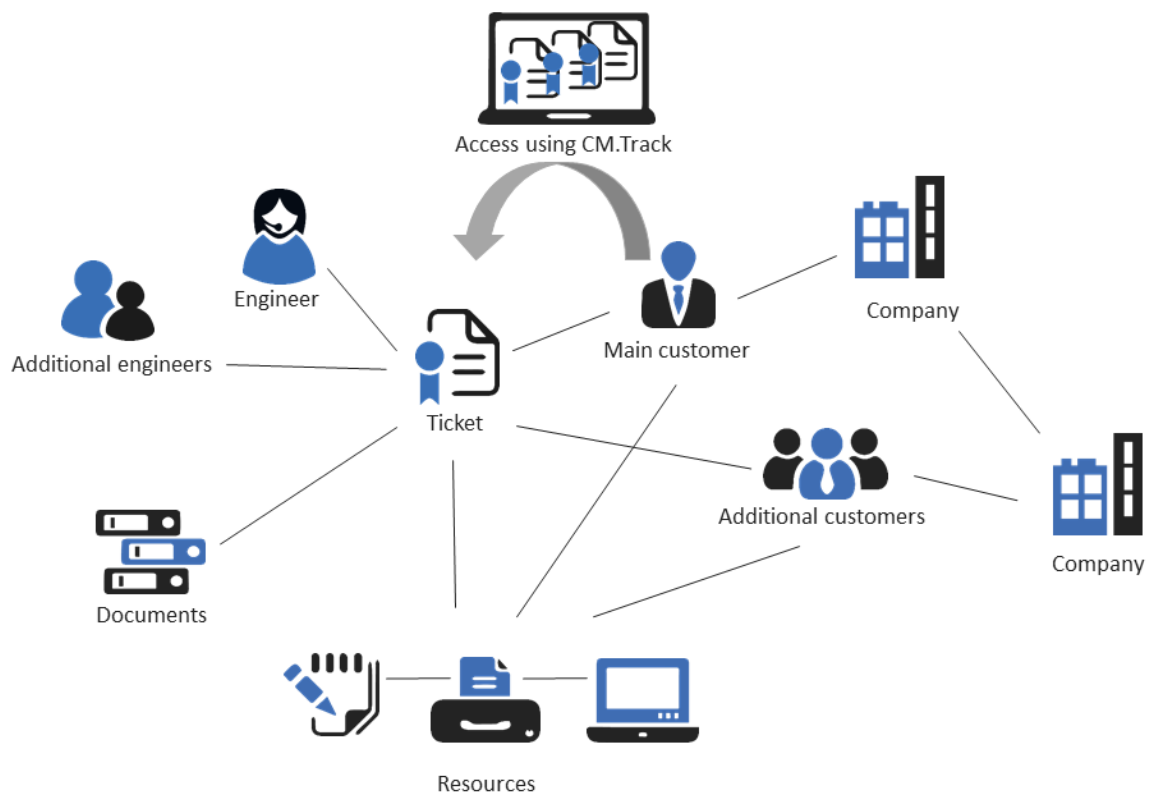 Access using CM.Track
Engineer
Company
Main customer
Additional engineers
Ticket
Additional customers
Company
Documents
Resources